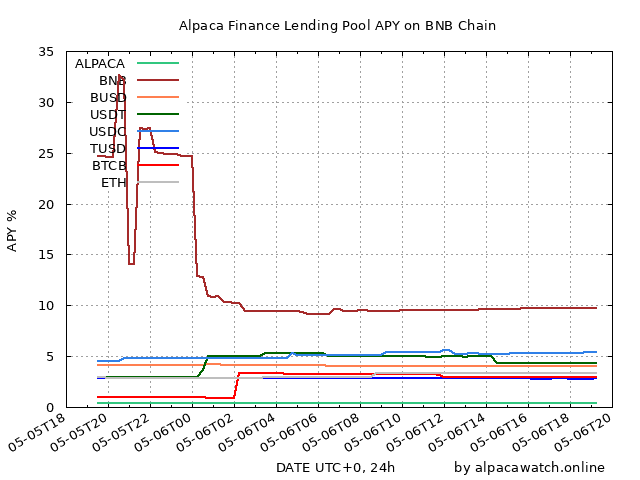 Alpaca Finance Lending Pool APY on BNB Chain
35
30
25
20
15
10
5
0
APY %
ALPACA
BNB
BUSD
USDT
USDC
TUSD
BTCB
ETH
05-05T18
05-05T20
05-05T22
05-06T00
05-06T02
05-06T04
05-06T06
05-06T08
05-06T10
05-06T12
05-06T14
05-06T16
05-06T18
05-06T20
DATE UTC+0, 24h
by alpacawatch.online